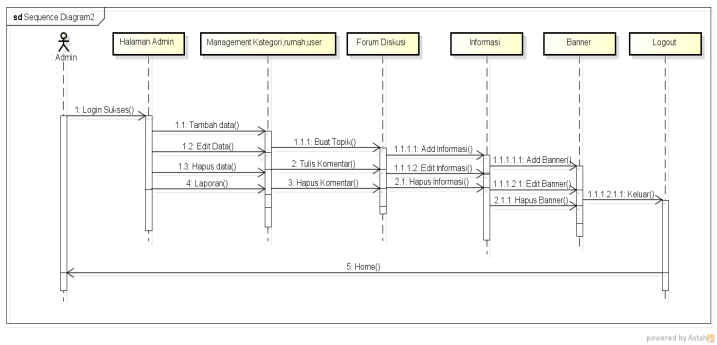 sd Sequence Diagram2
: Admin
Halaman Admin
Management Kategori,rumah,user
Forum Diskusi
Informasi
Banner
Logout
1: Login Sukses()
1.1: Tambah data()
1.2: Edit Data()
1.3: Hapus data()
4: Laporan()
1.1.1: Buat Topik()
2: Tulis Komentar()
3: Hapus Komentar()
1.1.1.1: Add Informasi()
1.1.1.2: Edit Informasi()
2.1: Hapus Informasi()
1.1.1.1.1: Add Banner()
1.1.1.2.1: Edit Banner()
2.1.1: Hapus Banner()
1.1.1.2.1.1: Keluar()
5: Home()
powered by Astah